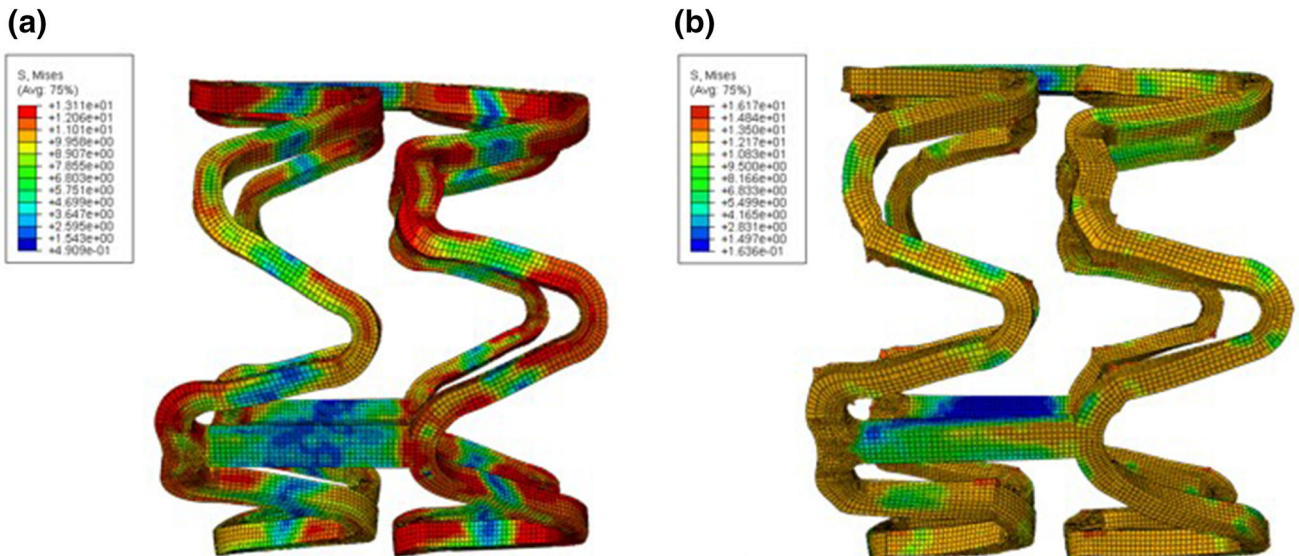 (a)
S, Mises
(Avg: 75%)
+1.311e+01
+1.206e+01
+1.101e+01
+9.958e+00
+8.907e+00
+7.855e+00
+6.803e+00
+5.751e+00
+4.699e+00
+3.647e+00
+2.595e+00
+1.543e+00
+4.909e-01
(b)
S, Mises
(Avg: 75%)
+1.617e+01
+1.484e+01
+1.350e+01
+1.217e+01
+1.083e+01
+9.500e+00
+8.166e+00
+6.833e+00
+5.499e+00
+4.165e+00
+2.831e+00
+1.497e+00
+1.636e-01